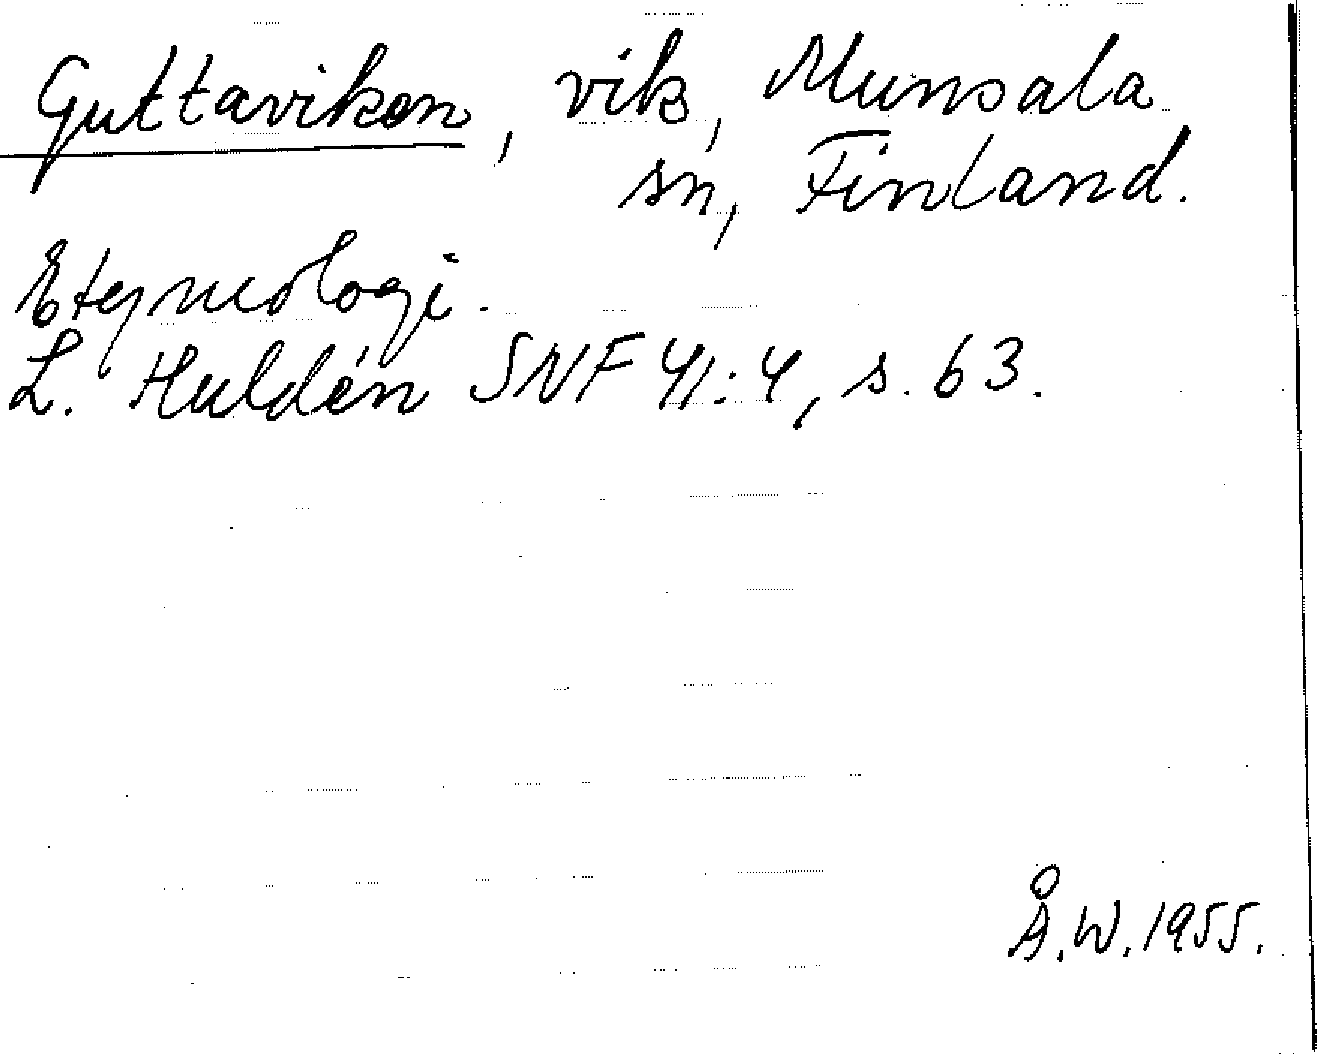 Guttaviken, vik, Munsala
sn, Finland.
Etymologi.
L. Huldén SNF 41:4, s. 63.
Å.W. 1955.